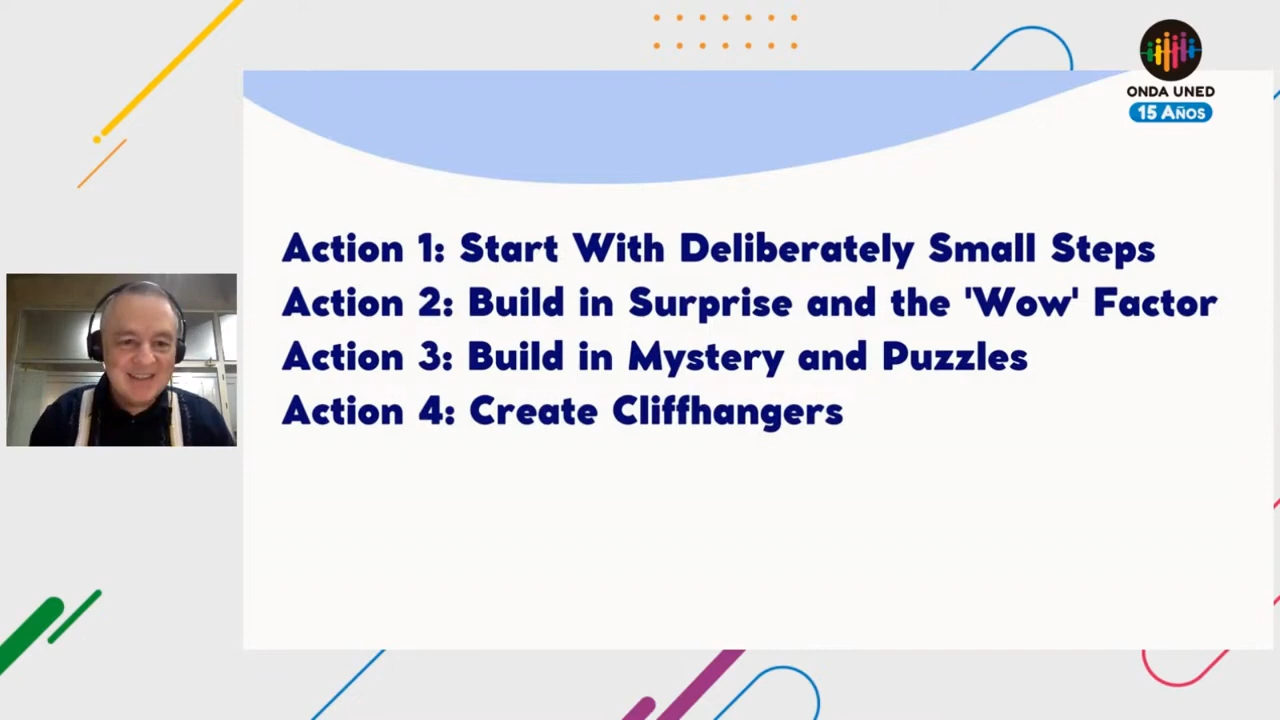 ONDA UNED
15 AÑOS
Action 1: Start With Deliberately Small Steps
Action 2: Build in Surprise and the 'Wow' Factor
Action 3: Build in Mystery and Puzzles
Action 4: Create Cliffhangers